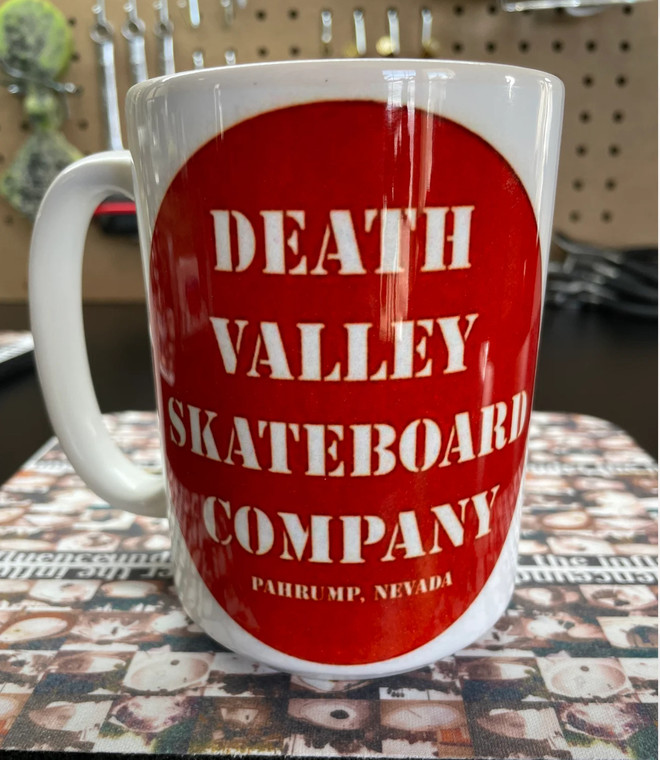 DEATH
VALLEY
SKATEBOARD
COMPANY
PAHRUMP, NEVADA